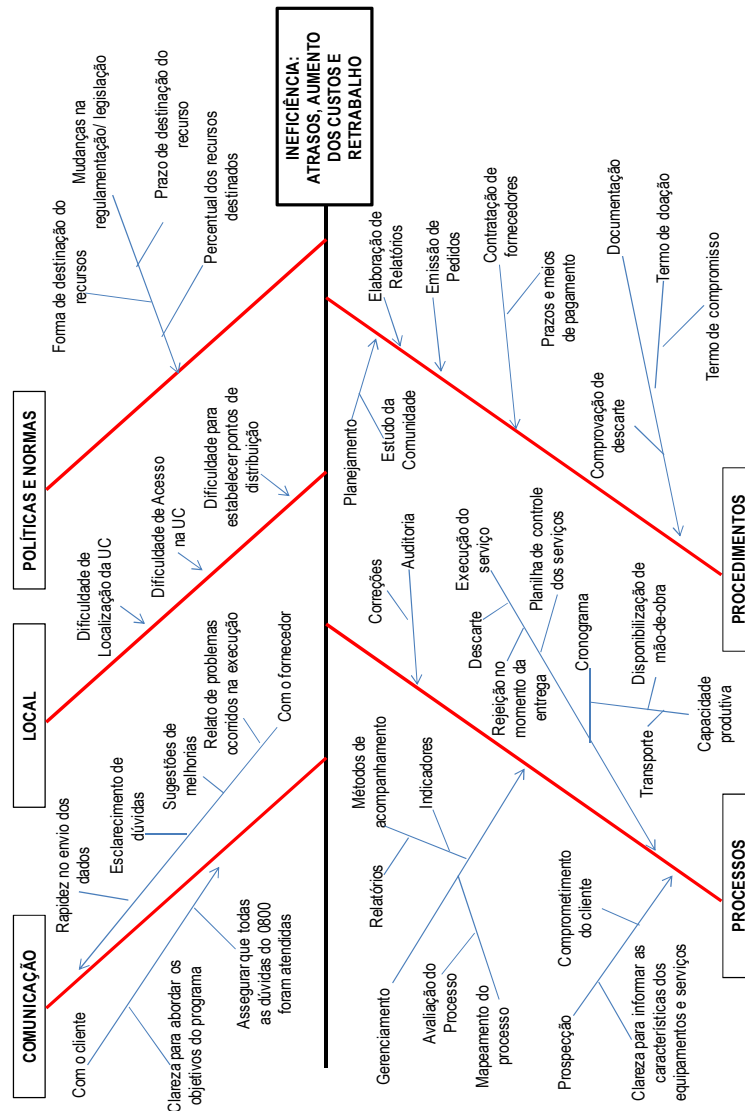 COMUNICAÇÃO
LOCAL
POLÍTICAS E NORMAS
Com o cliente
Clareza para abordar os
objetivos do programa
Assegurar que todas
as dúvidas do 0800
foram atendidas
Rapidez no envio dos
dados
Esclarecimento de
dúvidas
Sugestões de
melhorias
Relato de problemas
ocorridos na execução
Com o fornecedor
Dificuldade de
Localização da UC
Dificuldade de Acesso
na UC
Dificuldade para
estabelecer pontos de
distribuição
Forma de destinação do
recursos
Mudanças na
regulamentação/ legislação
Prazo de destinação do
recurso
Percentual dos recursos
destinados
INEFICIÊNCIA:
ATRASOS, AUMENTO
DOS CUSTOS E
RETRABALHO
Gerenciamento
Relatórios
Métodos de
acompanhamento
Indicadores
Avaliação do
Processo
Mapeamento do
processo
Correções
Auditoria
Prospecção
Comprometimento
do cliente
Clareza para informar as
características dos
equipamentos e serviços
Descarte
Execução do
serviço
Rejeição no
momento da
entrega
Planilha de controle
dos serviços
Cronograma
Transporte
Disponibilização de
mão-de-obra
Capacidade
produtiva
Planejamento
Estudo da
Comunidade
Elaboração de
Relatórios
Emissão de
Pedidos
Contratação de
fornecedores
Prazos e meios
de pagamento
Documentação
Comprovação de
descarte
Termo de doação
Termo de compromisso
PROCESSOS
PROCEDIMENTOS